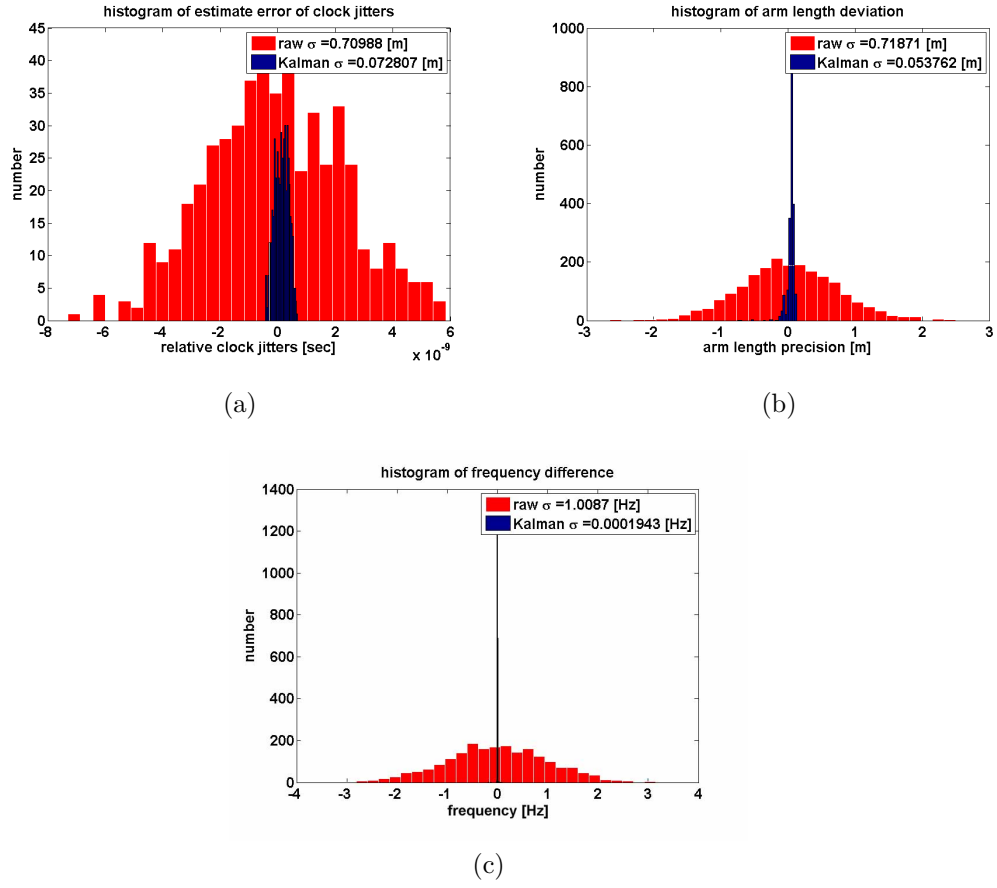 histogram of estimate error of clock jitters
raw σ =0.70988 [m]
Kalman σ =0.072807 [m]
45
40
35
30
25
20
15
10
5
0
number
-8
-6
-4
-2
0
2
4
6
relative clock jitters [sec]
x 10⁻⁹
(a)
histogram of arm length deviation
raw σ =0.71871 [m]
Kalman σ =0.053762 [m]
1000
800
600
400
200
0
number
-3
-2
-1
0
1
2
3
arm length precision [m]
(b)
histogram of frequency difference
raw σ =1.0087 [Hz]
Kalman σ =0.0001943 [Hz]
1400
1200
1000
800
600
400
200
0
number
-4
-3
-2
-1
0
1
2
3
4
frequency [Hz]
(c)